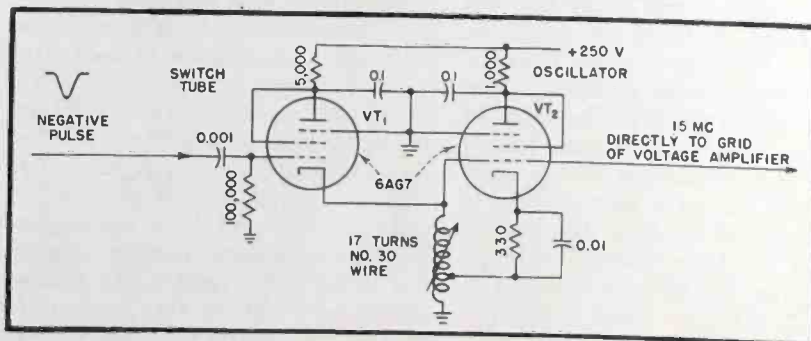 +250 V
OSCILLATOR
5,000
1,000
SWITCH
TUBE
0.1
0.1
VT1
VT2
NEGATIVE
PULSE
0.001
15 MC
DIRECTLY TO GRID
OF VOLTAGE AMPLIFIER
6AG7
100,000
17 TURNS
NO. 30
WIRE
330
0.01